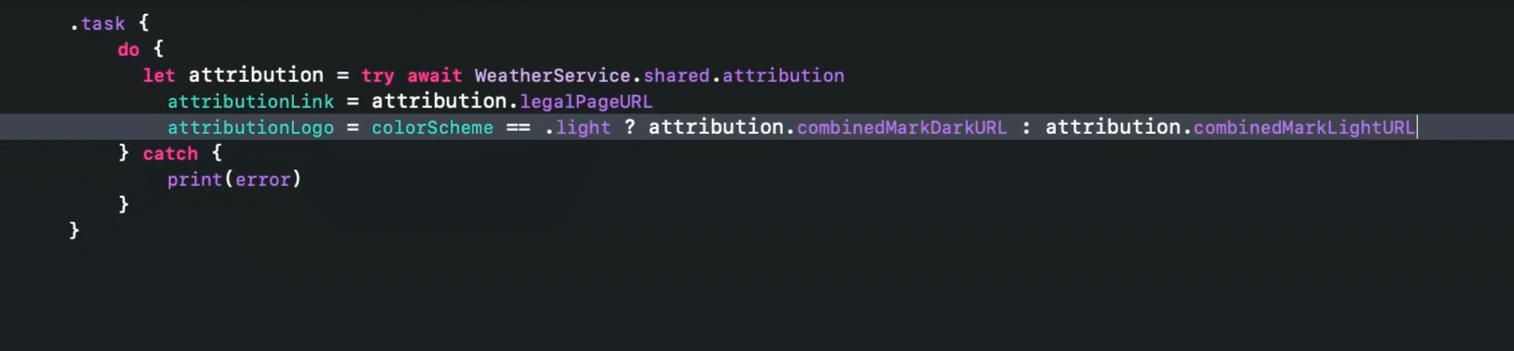 .task {
do {
let attribution = try await WeatherService.shared.attribution
attributionLink = attribution.legalPageURL
attributionLogo = colorScheme == .light ? attribution.combinedMarkDarkURL : attribution.combinedMarkLightURL
} catch {
print(error)
}
}